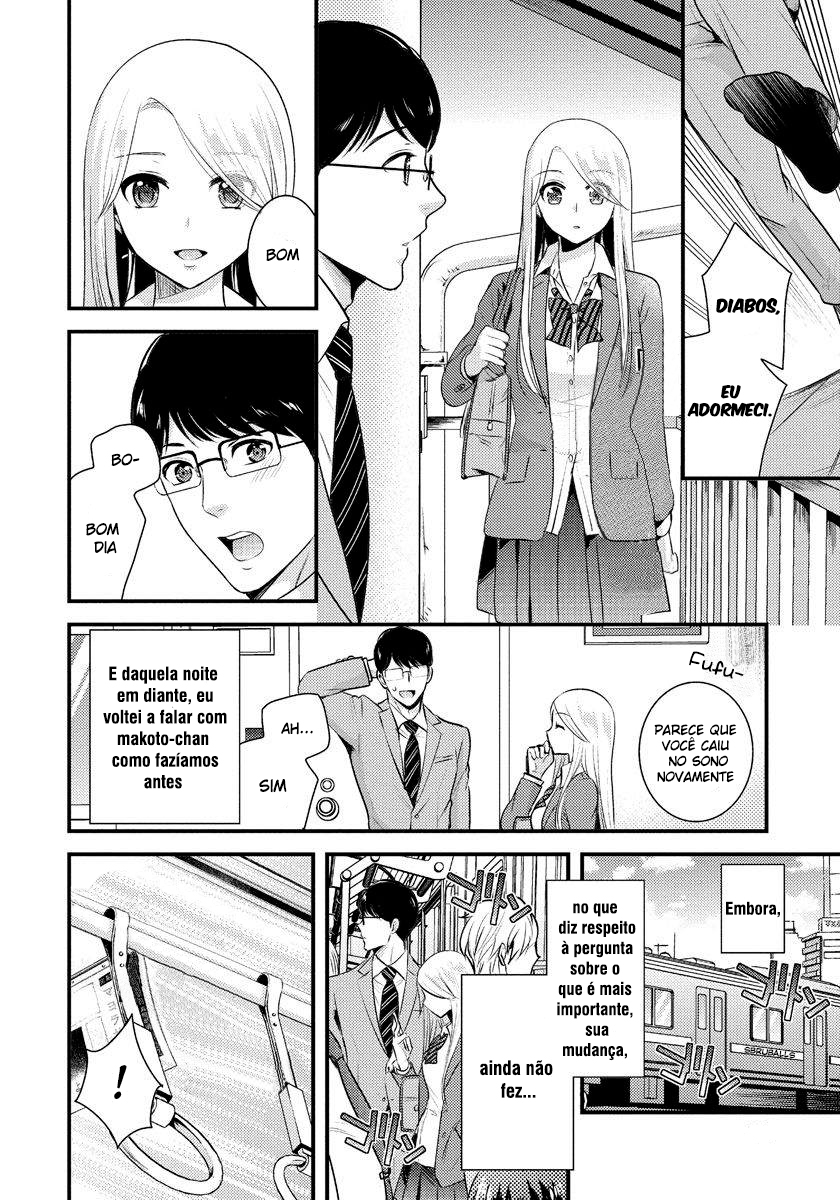 DIABOS,
EU
ADORMECI.
BOM
BO-
BOM
DIA
Fufu-
PARECE QUE
VOCÊ CAIU
NO SONO
NOVAMENTE
AH...
SIM
E daquela noite
em diante, eu
voltei a falar com
makoto-chan
como fazíamos
antes
Embora,
no que
diz respeito
à pergunta
sobre o
que é mais
importante,
sua
mudança,
ainda não
fez...
!